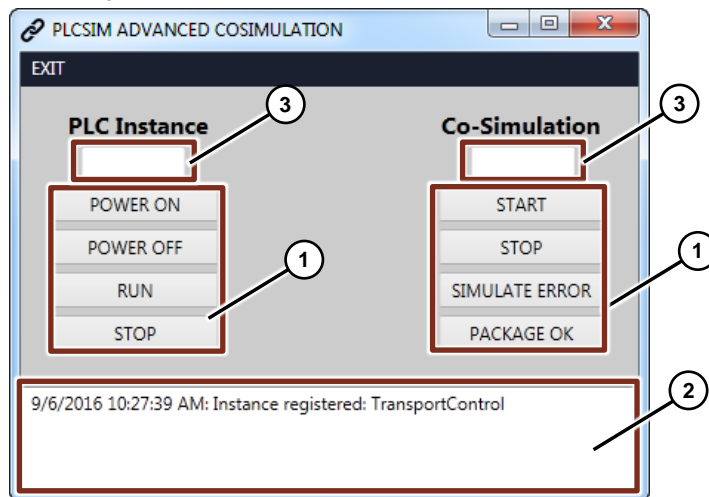 PLCSIM ADVANCED COSIMULATION
EXIT
3
3
PLC Instance
Co-Simulation
POWER ON
START
POWER OFF
STOP
1
1
RUN
SIMULATE ERROR
STOP
PACKAGE OK
2
9/6/2016 10:27:39 AM: Instance registered: TransportControl